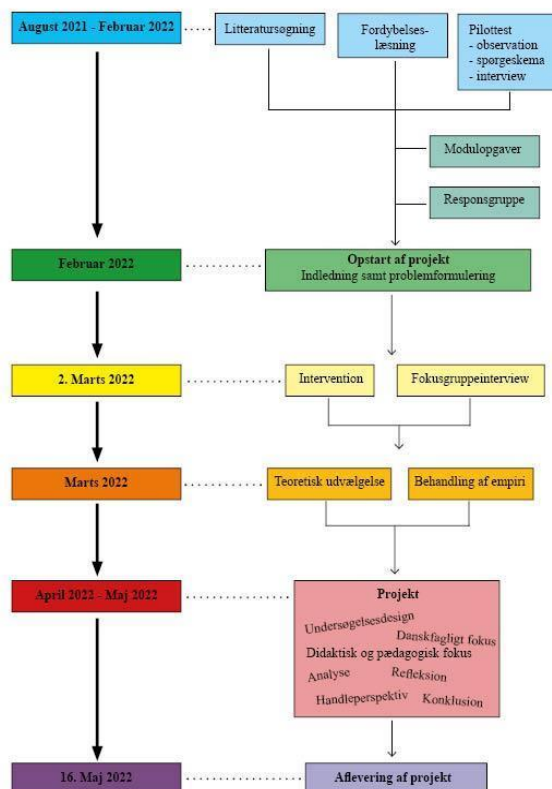 August 2021 - Februar 2022
Litteratursøgning
Fordybelses-
læsning
Pilottest
- observation
- spørgeskema
- interview
Modulopgaver
Responsgruppe
Februar 2022
Opstart af projekt
Indledning samt problemformulering
2. Marts 2022
Intervention
Fokusgruppeinterview
Marts 2022
Teoretisk udvælgelse
Behandling af empiri
April 2022 - Maj 2022
Projekt
Undersøgelsesdesign
Danskfagligt fokus
Didaktisk og pædagogisk fokus
Analyse
Refleksion
Handleperspektiv
Konklusion
16. Maj 2022
Aflevering af projekt